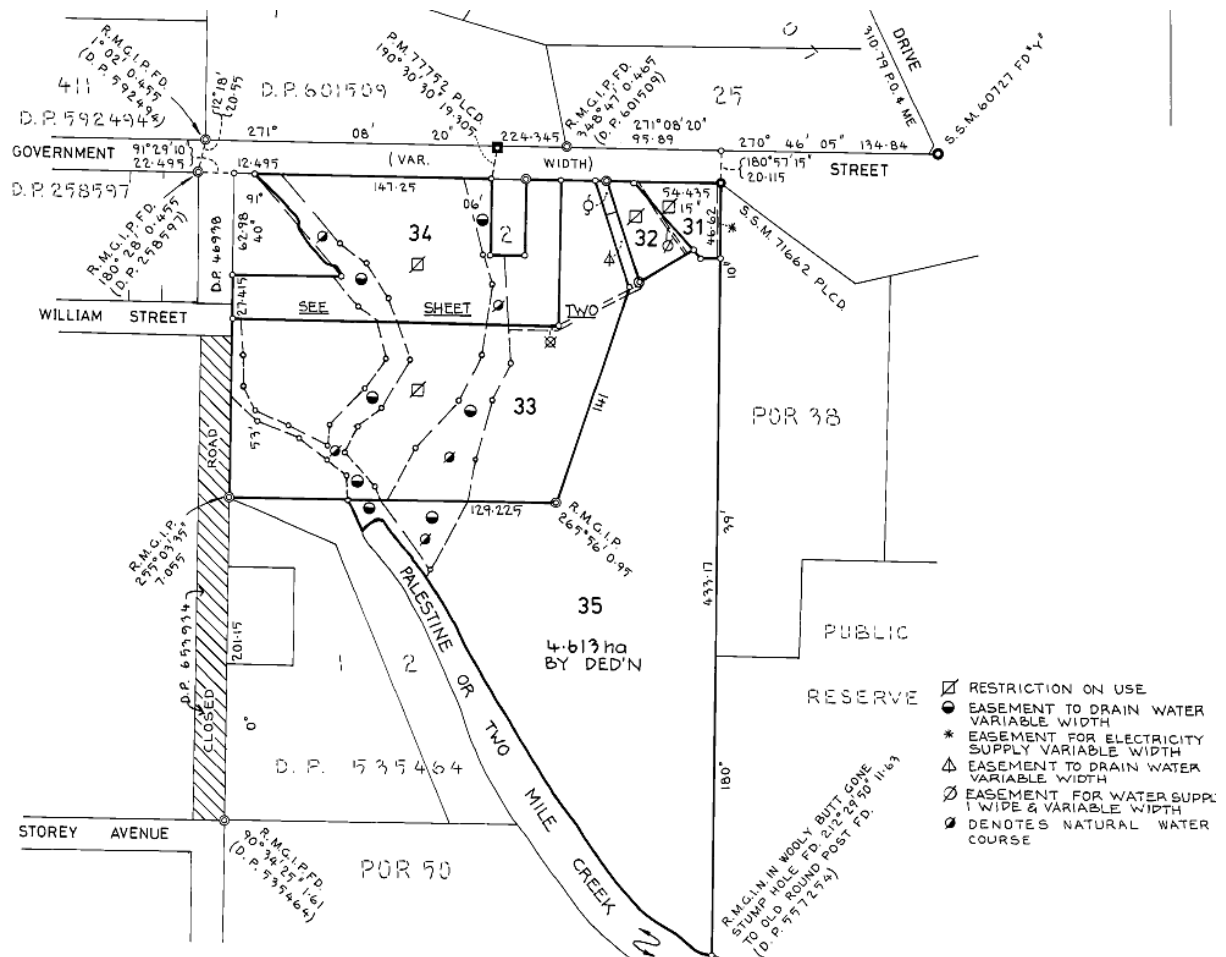 R.M.G.I.P. FD.
1° 02' 0.455
(D.P. 592494)
12° 18'
20.55
411
D.P. 592494
D.P. 601509
P.M. 77752 PLCD.
190° 30' 30" 19.305
R.M.G.I.P. FD.
348° 47' 0.465
(D.P. 601509)
25
DRIVE
310.79 P.O. & ME
S.S.M. 60727 FD "Y"
271° 08' 20" 224.345
271° 08' 20"
95.89
270° 46' 05" 134.84
GOVERNMENT (VAR. WIDTH) STREET
91° 29' 10"
22.495
12.495
180° 57' 15"
20.115
D.P. 258597
147.25
54.435
R.M.G.I.P. FD.
180° 28' 0.455
(D.P. 258597)
D.P. 46938
62.98
91°
40"
06'
15"
46.62
10"
34
2
32
31
S.S.M. 71662 PLCD.
27.415
WILLIAM STREET
SEE SHEET TWO
33
141
POR 38
ROAD
53'
129.225
R.M.G.I.P.
265° 56' 0.95
R.M.G.I.P.
255° 03' 35"
7.055
39'
433.17
180°
35
4.613 ha
BY DED'N
PUBLIC
RESERVE
D.P. 653934
CLOSED
201.15
0°
1
2
PALESTINE OR TWO MILE CREEK
D.P. 535464
STOREY AVENUE
R.M.G.I.P. FD.
90° 34' 25" 1.61
(D.P. 535464)
POR 50
R.M.G.I.N. IN WOOLY BUTT GONE
STUMP HOLE FD. 212° 29' 50" 11.63
TO OLD ROUND POST FD.
(D.P. 557254)
RESTRICTION ON USE
EASEMENT TO DRAIN WATER
VARIABLE WIDTH
EASEMENT FOR ELECTRICITY
SUPPLY VARIABLE WIDTH
EASEMENT TO DRAIN WATER
VARIABLE WIDTH
EASEMENT FOR WATER SUPPL
1 WIDE & VARIABLE WIDTH
DENOTES NATURAL WATER
COURSE